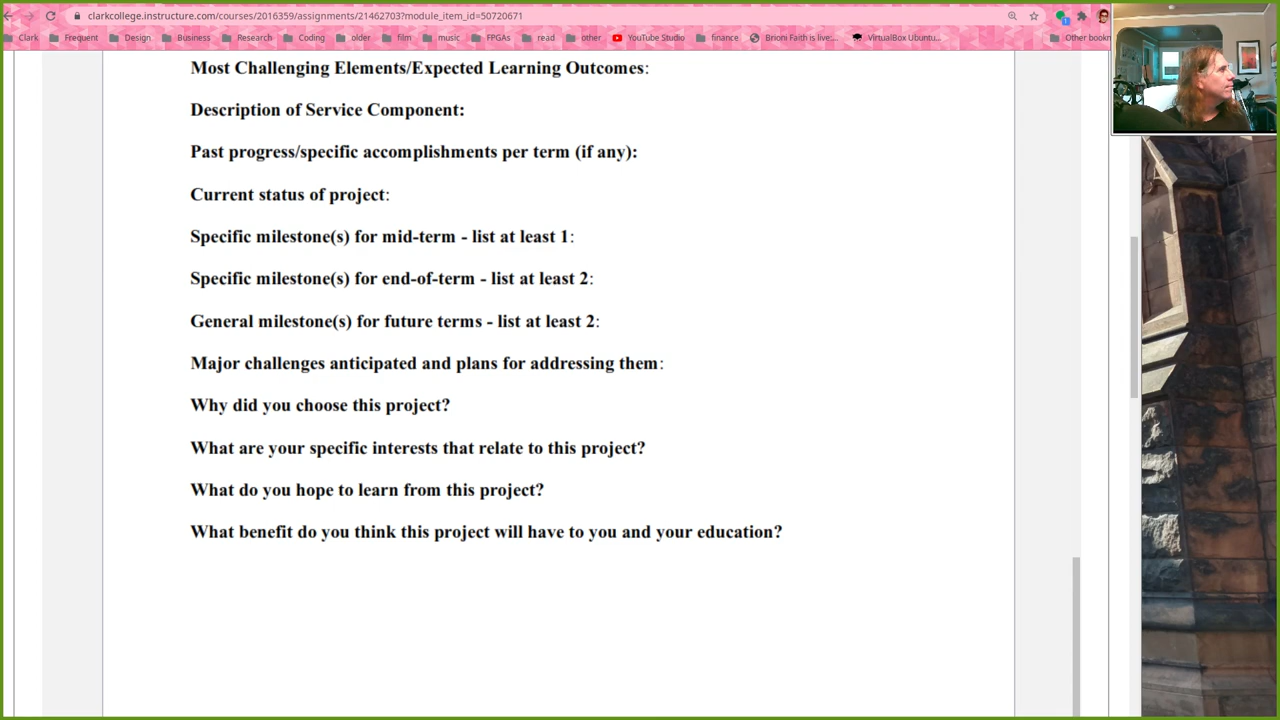 clarkcollege.instructure.com/courses/2016359/assignments/21462703?module_item_id=50720671
Clark Frequent Design Business Research Coding older film music FPGAs read other YouTube Studio finance Brioni Faith is live:... VirtualBox Ubuntu... Other bookn
Most Challenging Elements/Expected Learning Outcomes:
Description of Service Component:
Past progress/specific accomplishments per term (if any):
Current status of project:
Specific milestone(s) for mid-term - list at least 1:
Specific milestone(s) for end-of-term - list at least 2:
General milestone(s) for future terms - list at least 2:
Major challenges anticipated and plans for addressing them:
Why did you choose this project?
What are your specific interests that relate to this project?
What do you hope to learn from this project?
What benefit do you think this project will have to you and your education?